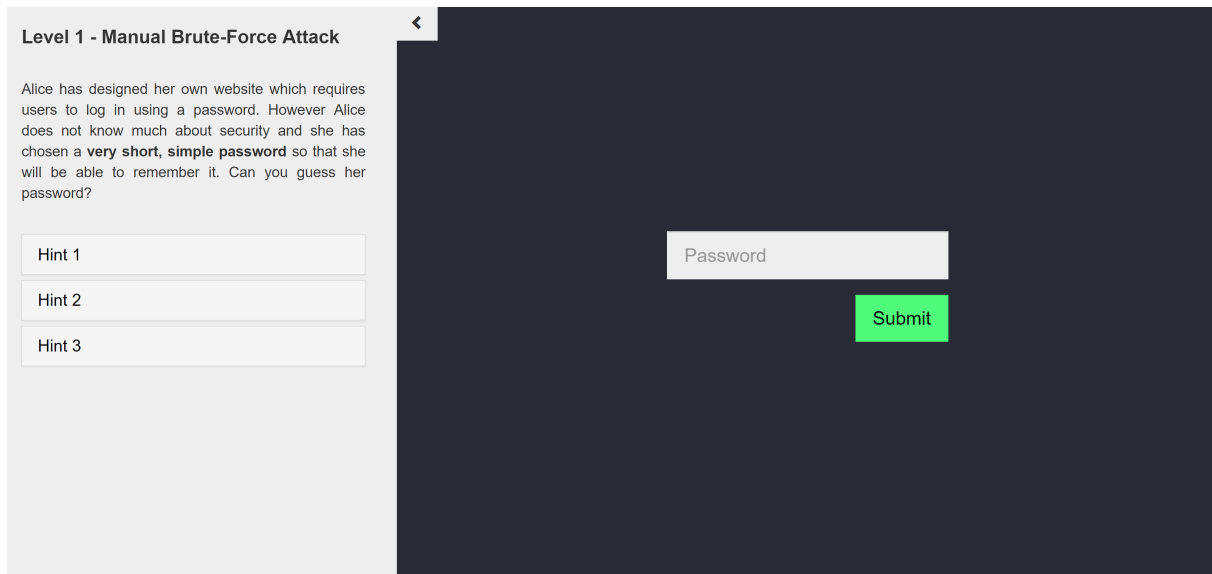 Level 1 - Manual Brute-Force Attack
Alice has designed her own website which requires
users to log in using a password. However Alice
does not know much about security and she has
chosen a very short, simple password so that she
will be able to remember it. Can you guess her
password?
Hint 1
Hint 2
Hint 3
Password
Submit